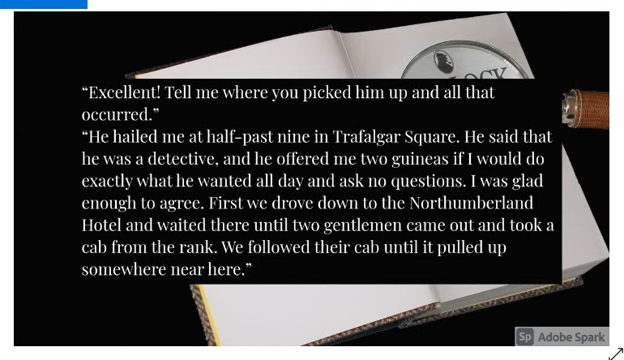 LOCK
“Excellent! Tell me where you picked him up and all that
occurred.”
“He hailed me at half-past nine in Trafalgar Square. He said that
he was a detective, and he offered me two guineas if I would do
exactly what he wanted all day and ask no questions. I was glad
enough to agree. First we drove down to the Northumberland
Hotel and waited there until two gentlemen came out and took a
cab from the rank. We followed their cab until it pulled up
somewhere near here.”
Sp Adobe Spark